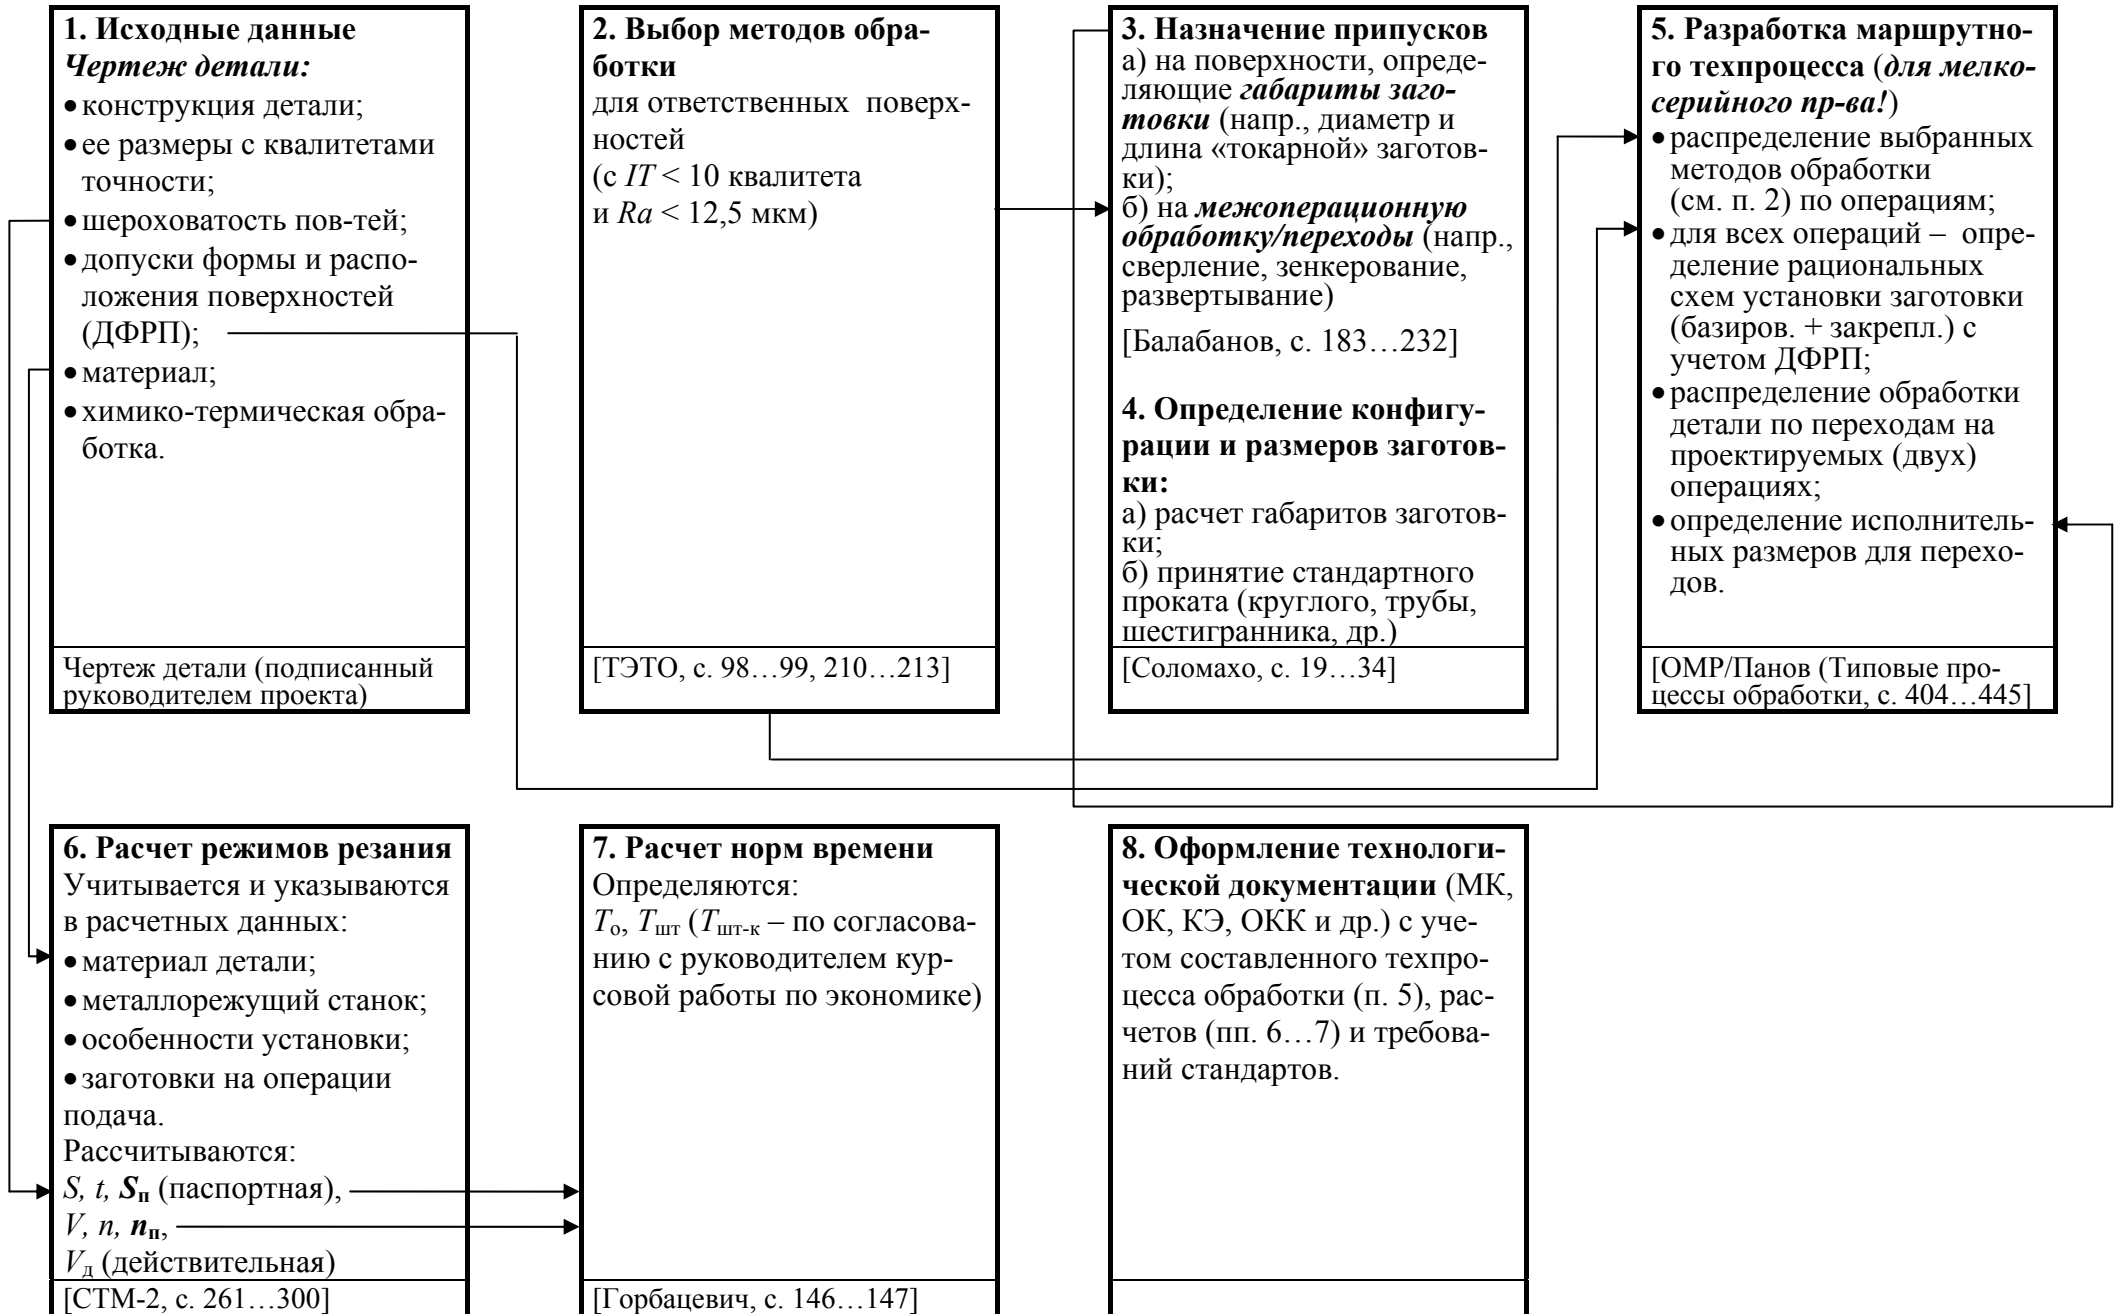 1. Исходные данные
Чертеж детали:
• конструкция детали;
• ее размеры с квалитетами
точности;
• шероховатость пов-тей;
• допуски формы и распо-
ложения поверхностей
(ДФРП);
• материал;
• химико-термическая обра-
ботка.
Чертеж детали (подписанный
руководителем проекта)
2. Выбор методов обра-
ботки
для ответственных поверх-
ностей
(с IT < 10 квалитета
и Ra < 12,5 мкм)
[ТЭТО, с. 98…99, 210…213]
3. Назначение припусков
а) на поверхности, опреде-
ляющие габариты заго-
товки (напр., диаметр и
длина «токарной» заготов-
ки);
б) на межоперационную
обработку/переходы (напр.,
сверление, зенкерование,
развертывание)
[Балабанов, с. 183…232]
4. Определение конфигу-
рации и размеров заготов-
ки:
а) расчет габаритов заготов-
ки;
б) принятие стандартного
проката (круглого, трубы,
шестигранника, др.)
[Соломахо, с. 19…34]
5. Разработка маршрутно-
го техпроцесса (для мелко-
серийного пр-ва!)
• распределение выбранных
методов обработки
(см. п. 2) по операциям;
• для всех операций – опре-
деление рациональных
схем установки заготовки
(базиров. + закрепл.) с
учетом ДФРП;
• распределение обработки
детали по переходам на
проектируемых (двух)
операциях;
• определение исполнитель-
ных размеров для перехо-
дов.
[ОМР/Панов (Типовые про-
цессы обработки, с. 404…445]
6. Расчет режимов резания
Учитывается и указываются
в расчетных данных:
• материал детали;
• металлорежущий станок;
• особенности установки;
• заготовки на операции
подача.
Рассчитываются:
S, t, Sп (паспортная),
V, n, nп,
Vд (действительная)
[СТМ-2, с. 261…300]
7. Расчет норм времени
Определяются:
Tо, Tшт (Tшт-к – по согласова-
нию с руководителем кур-
совой работы по экономике)
[Горбацевич, с. 146…147]
8. Оформление технологи-
ческой документации (МК,
ОК, КЭ, ОКК и др.) с уче-
том составленного техпро-
цесса обработки (п. 5), рас-
четов (пп. 6…7) и требова-
ний стандартов.